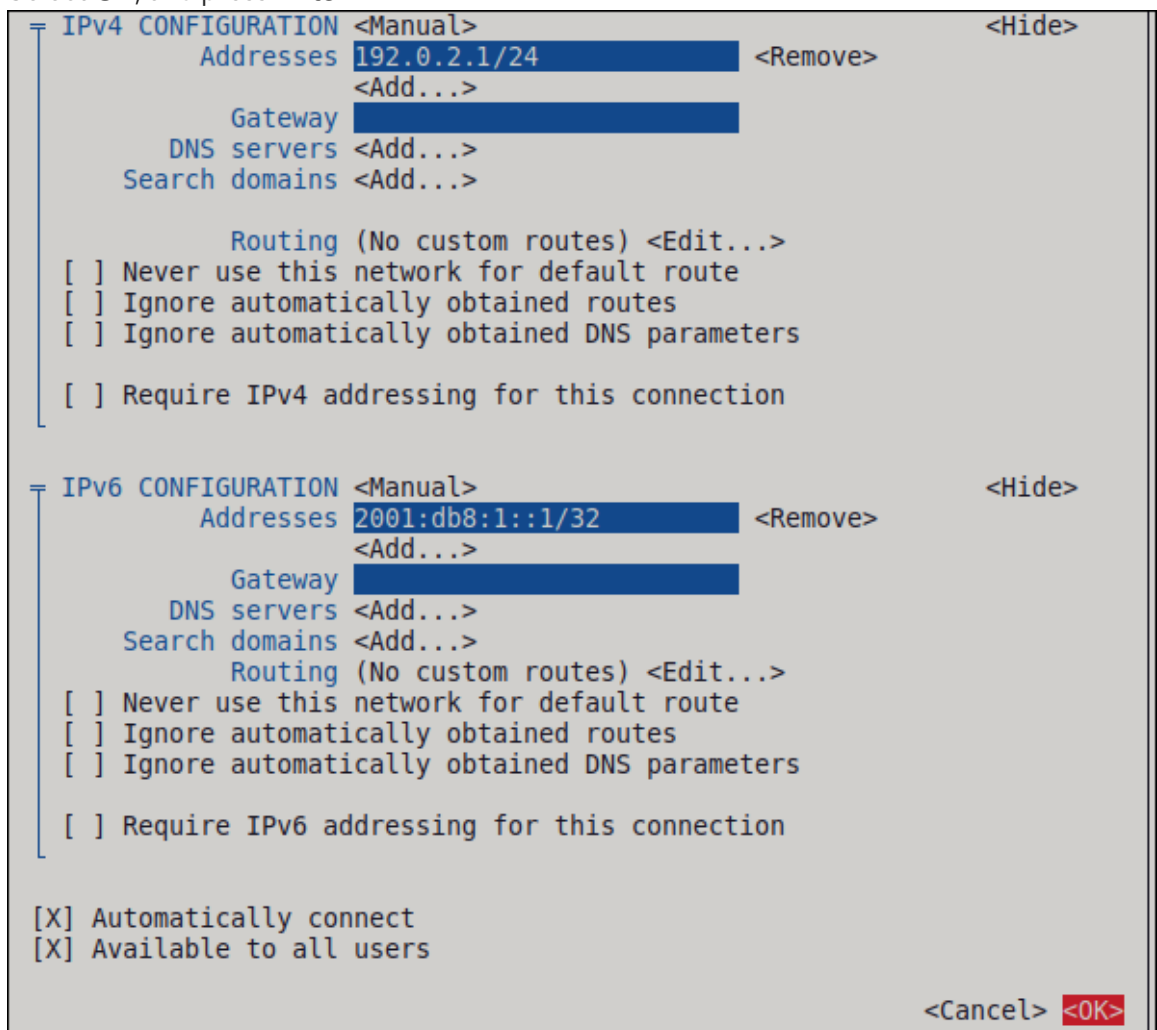 IPv4 CONFIGURATION <Manual> <Hide>
Addresses 192.0.2.1/24 <Remove>
<Add...>
Gateway
DNS servers <Add...>
Search domains <Add...>
Routing (No custom routes) <Edit...>
[ ] Never use this network for default route
[ ] Ignore automatically obtained routes
[ ] Ignore automatically obtained DNS parameters
[ ] Require IPv4 addressing for this connection
IPv6 CONFIGURATION <Manual> <Hide>
Addresses 2001:db8:1::1/32 <Remove>
<Add...>
Gateway
DNS servers <Add...>
Search domains <Add...>
Routing (No custom routes) <Edit...>
[ ] Never use this network for default route
[ ] Ignore automatically obtained routes
[ ] Ignore automatically obtained DNS parameters
[ ] Require IPv6 addressing for this connection
[X] Automatically connect
[X] Available to all users
<Cancel> <OK>